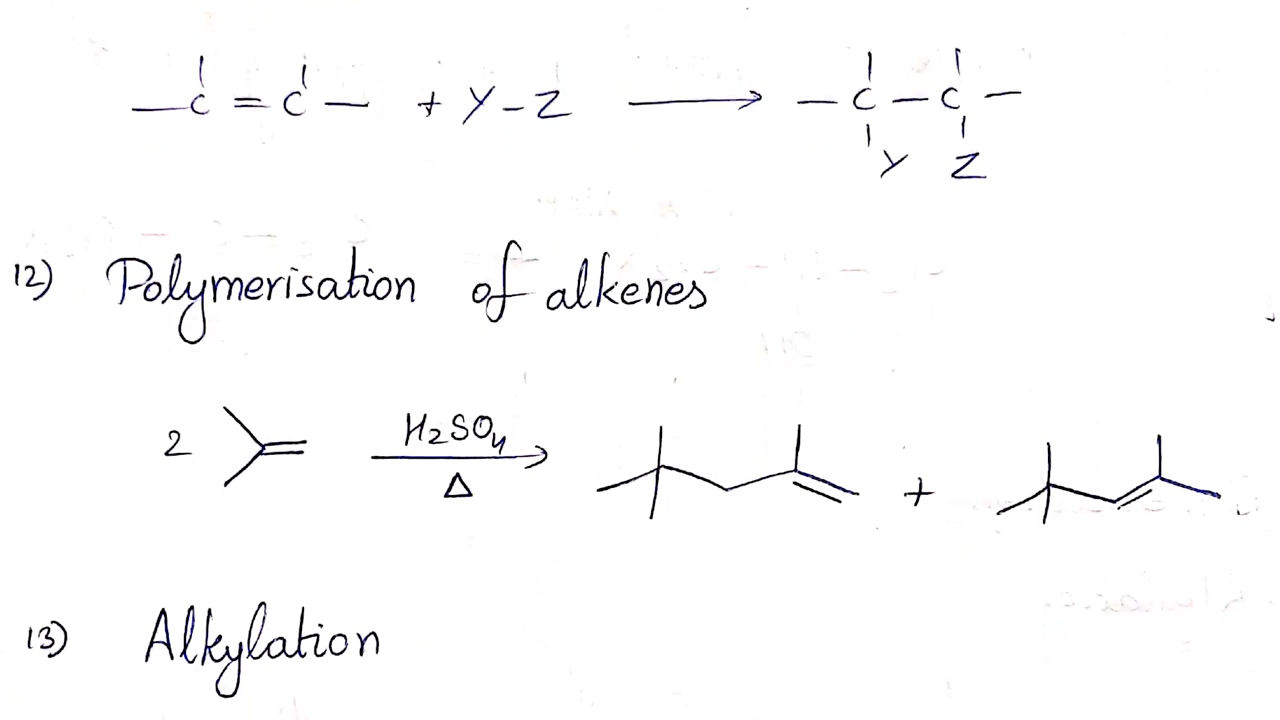 —C=C— + Y–Z ⟶ —C—C—
Y Z
12) Polymerisation of alkenes
2 H2SO4
Δ
+
13) Alkylation